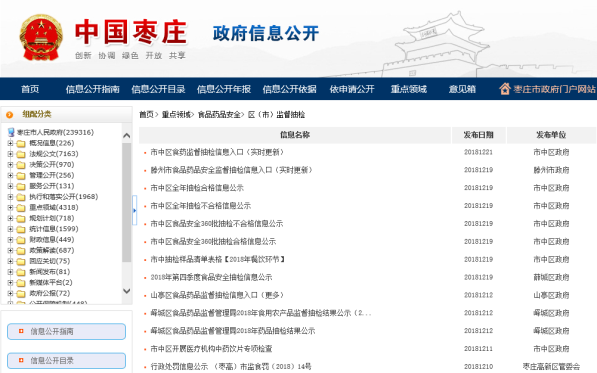 中国枣庄 政府信息公开
创新 协调 绿色 开放 共享
首页 信息公开指南 信息公开目录 信息公开年报 信息公开依据 依申请公开 重点领域 意见箱 枣庄市政府门户网站
细配分类
首页> 重点领域> 食品药品安全> 区(市)监督抽检
枣庄市人民政府(239316)
概况信息(226)
法规公文(7163)
决策公开(970)
管理公开(256)
服务公开(131)
执行和落实公开(1968)
重点领域(4318)
规划计划(718)
统计信息(1599)
财政信息(449)
政策解读(687)
回应关切(75)
新闻发布(81)
新媒体平台(2)
政府公报(72)
信息公开指南
信息公开目录
信息名称 发布日期 发布单位
市中区食药监督抽检信息入口(实时更新) 20181221 市中区政府
滕州市食品药品安全监督抽检信息入口(实时更新) 20181219 滕州市政府
市中区全年抽检合格信息公示 20181219 市中区政府
市中区全年抽检不合格信息公示 20181219 市中区政府
市中区食品安全360批抽检不合格信息公示 20181219 市中区政府
市中区食品安全360批抽检合格信息公示 20181219 市中区政府
市中抽检样品清单表格【2018年餐饮环节】 20181219 市中区政府
2018年第四季度食品安全抽检信息公示 20181219 薛城区政府
山亭区食品药品监督抽检信息入口(更多) 20181212 山亭区政府
峄城区食品药品监督管理局2018年食用农产品监督抽检结果公示(2... 20181212 峄城区政府
峄城区食品药品监督管理局2018年药品抽检结果公示 20181212 峄城区政府
市中区开展医疗机构中药饮片专项检查 20181211 市中区政府
行政处罚信息公示 (枣高)市监食罚(2018)14号 20181210 枣庄高新区管委会